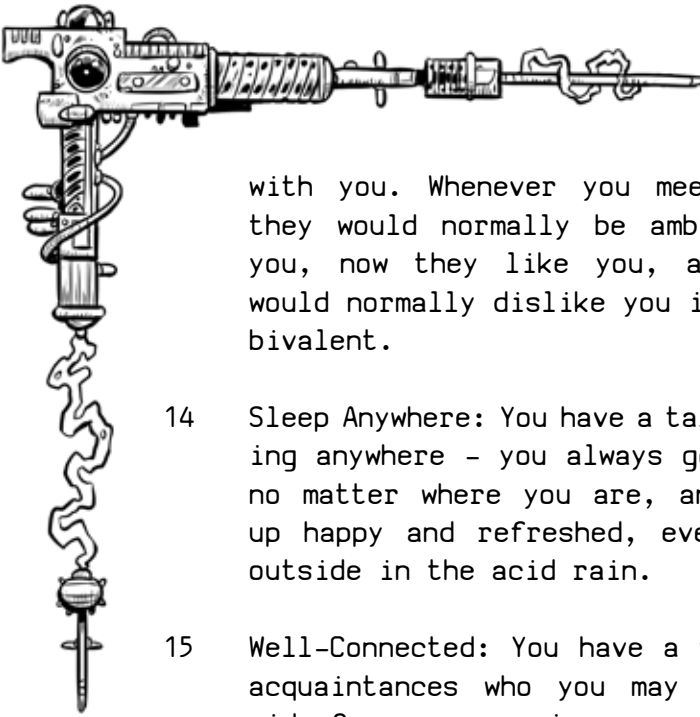 with you. Whenever you mee
they would normally be amb
you, now they like you, a
would normally dislike you i
bivalent.
14 Sleep Anywhere: You have a ta
ing anywhere – you always g
no matter where you are, an
up happy and refreshed, eve
outside in the acid rain.
15 Well-Connected: You have a
acquaintances who you may